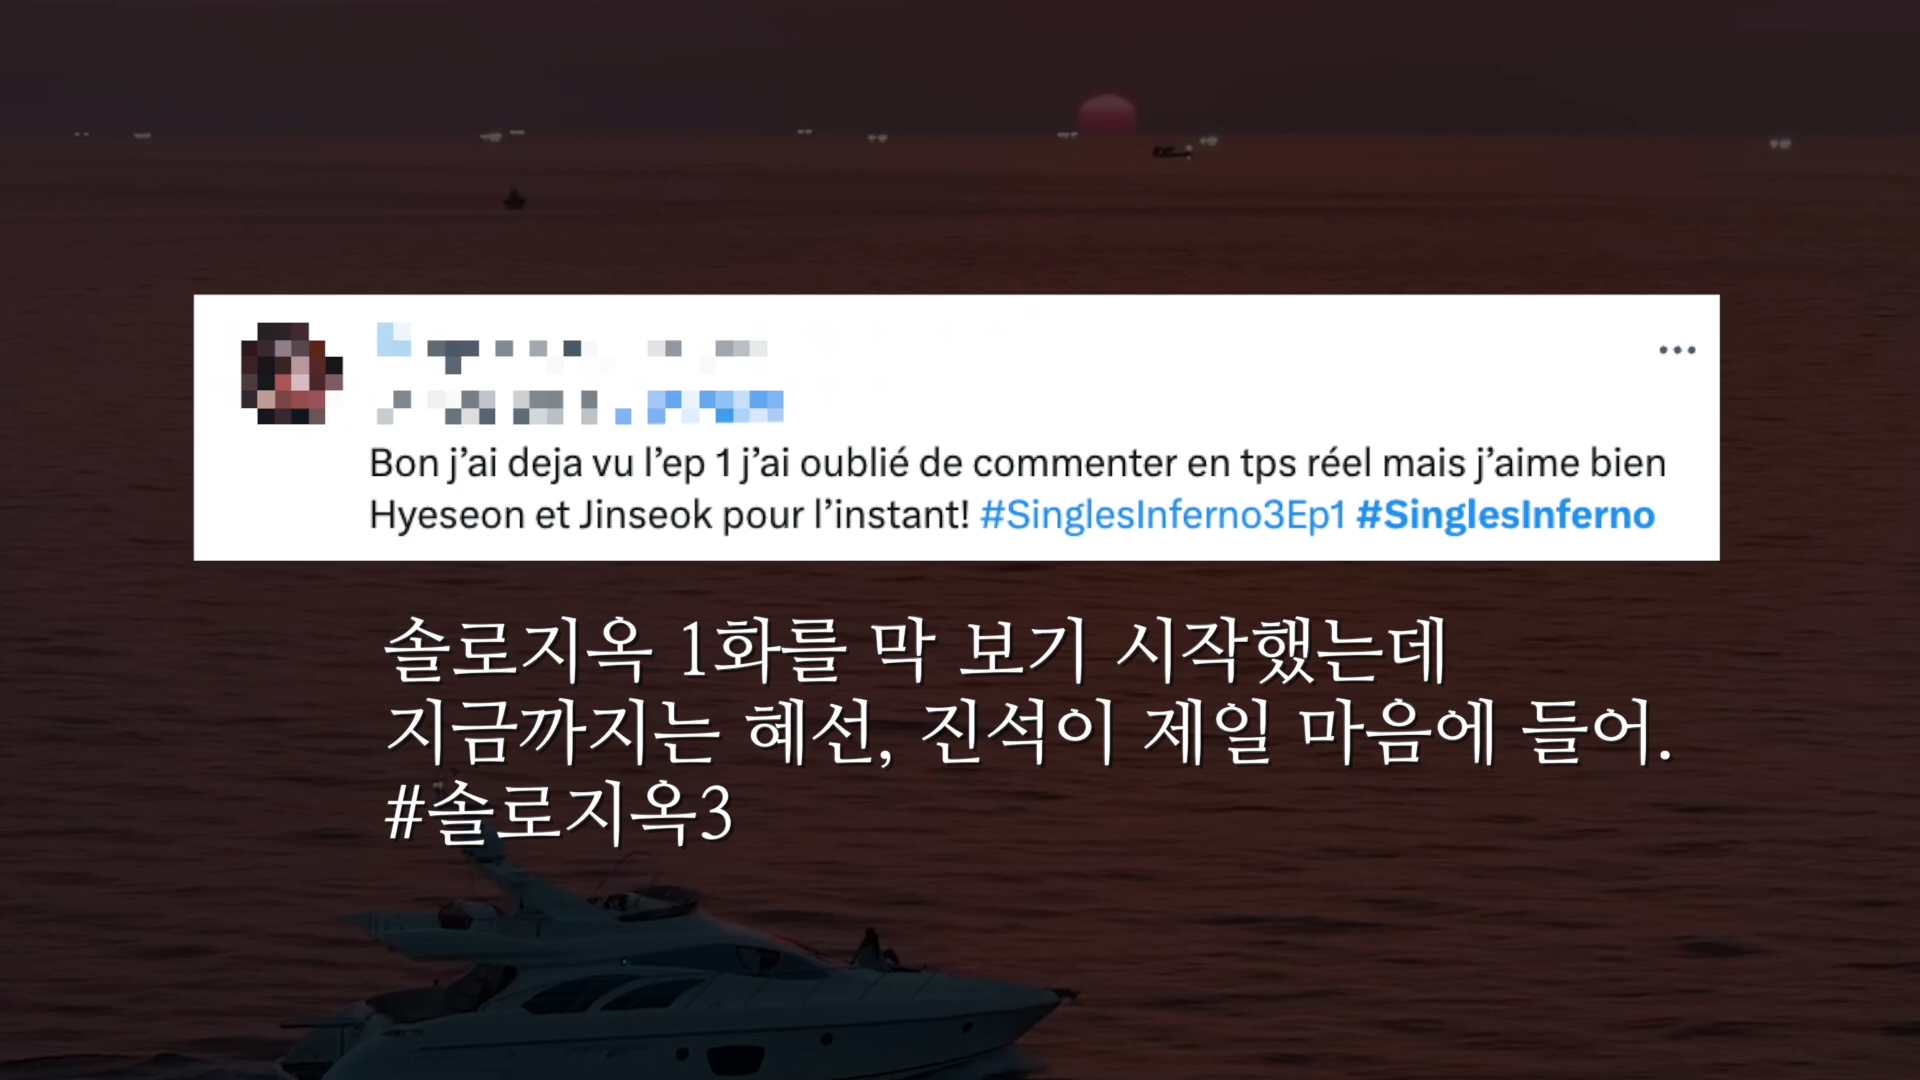 Bon j’ai deja vu l’ep 1 j’ai oublié de commenter en tps réel mais j’aime bien
Hyeseon et Jinseok pour l’instant! #SinglesInferno3Ep1 #SinglesInferno
솔로지옥 1화를 막 보기 시작했는데
지금까지는 혜선, 진석이 제일 마음에 들어.
#솔로지옥3